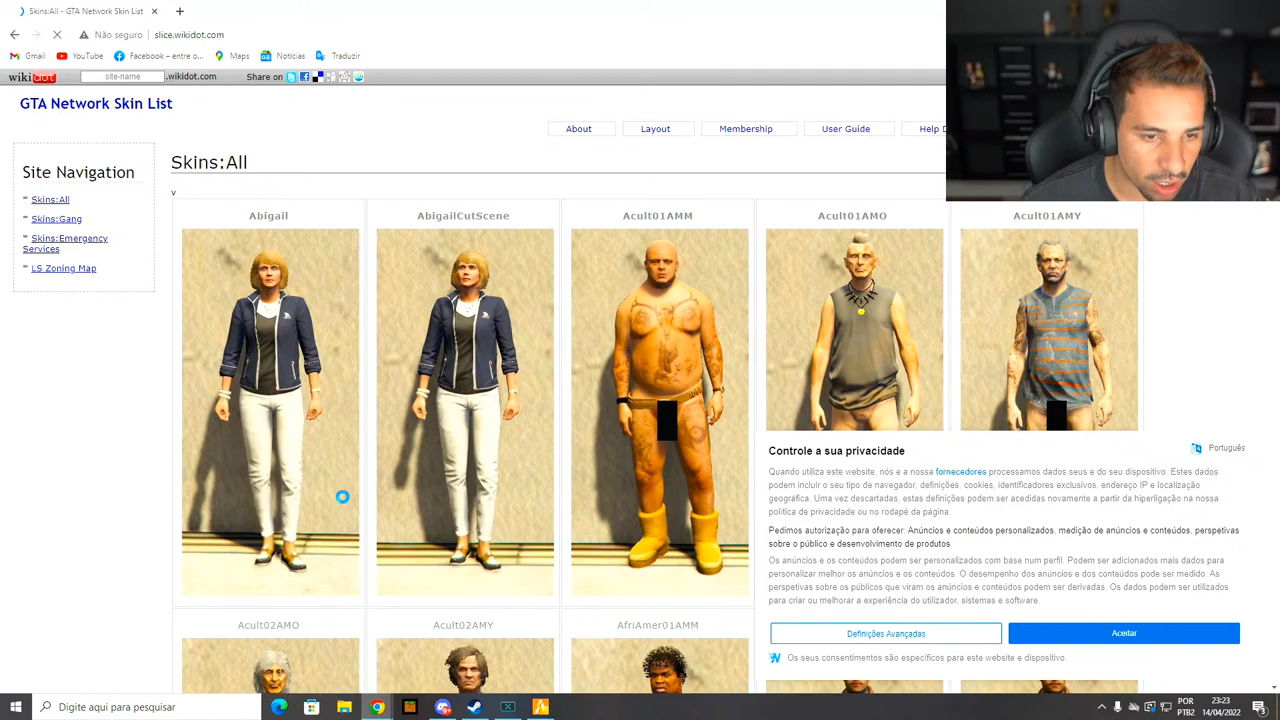 Skins:All - GTA Network Skin List
Não seguro
slice.wikidot.com
Gmail
YouTube
Facebook – entre o...
Maps
Notícias
Traduzir
wikidot
site-name
.wikidot.com
Share on
GTA Network Skin List
About
Layout
Membership
User Guide
Help D
Site Navigation
Skins:All
Skins:Gang
Skins:Emergency
Services
LS Zoning Map
Skins:All
v
Abigail
AbigailCutScene
Acult01AMM
Acult01AMO
Acult01AMY
Acult02AMO
Acult02AMY
AfriAmer01AMM
Controle a sua privacidade
Português
Quando utiliza este website, nós e a nossa fornecedores processamos dados seus e do seu dispositivo. Estes dados
podem incluir o seu tipo de navegador, definições, cookies, identificadores exclusivos, endereço IP e localização
geográfica. Uma vez descartadas, estas definições podem ser acedidas novamente a partir da hiperligação na nossa
política de privacidade ou no rodapé da página.
Pedimos autorização para oferecer: Anúncios e conteúdos personalizados, medição de anúncios e conteúdos, perspetivas
sobre o público e desenvolvimento de produtos
Os anúncios e os conteúdos podem ser personalizados com base num perfil. Podem ser adicionados mais dados para
personalizar melhor os anúncios e os conteúdos. O desempenho dos anúncios e dos conteúdos pode ser medido. As
perspetivas sobre os públicos que viram os anúncios e conteúdos podem ser derivadas. Os dados podem ser utilizados
para criar ou melhorar a experiência do utilizador, sistemas e software.
Definições Avançadas
Aceitar
Os seus consentimentos são específicos para este website e dispositivo.
Digite aqui para pesquisar
POR
PTB2
23:23
14/04/2022
3